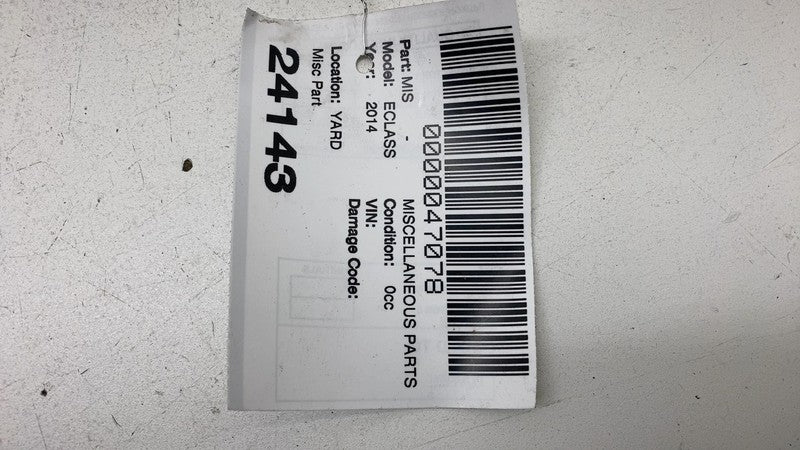 0000047078
Part: MIS - MISCELLANEOUS PARTS
Model: ECLASS Condition: 0cc
Year: 2014 VIN:
Damage Code:
Location: YARD
Misc Part
24143